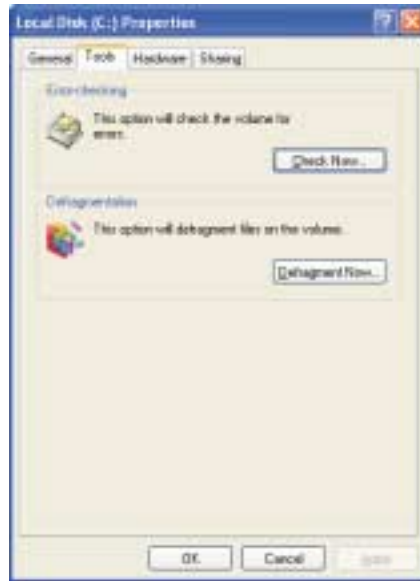 Local Disk (C:) Properties
General Tools Hardware Sharing
Error-checking
This option will check the volume for
errors.
Check Now...
Defragmentation
This option will defragment files on the volume.
Defragment Now...
OK Cancel Apply